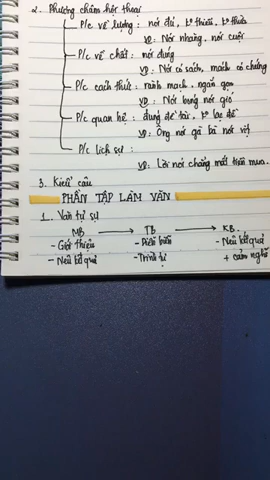 2. Phương châm hội thoại
P/c về lượng: nói đủ, ko thiếu, ko thừa
VD: Nói nhăng, nói cuội
P/c về chất: nói đúng
VD: Nói có sách, mách có chứng
P/c cách thức: rành mạch, ngắn gọn
VD: Nói bóng nói gió
P/c quan hệ: đúng đề tài, ko lạc đề
VD: Ông nói gà bà nói vịt
P/c lịch sự:
VD: Lời nói chẳng mất tiền mua.
3. Kiểu câu
PHẦN TẬP LÀM VĂN
1. Văn tự sự
MB → TB → KB.
- Giới thiệu - Diễn biến - Nêu kết quả
- Nêu kết quả - Trình tự + cảm nghĩ